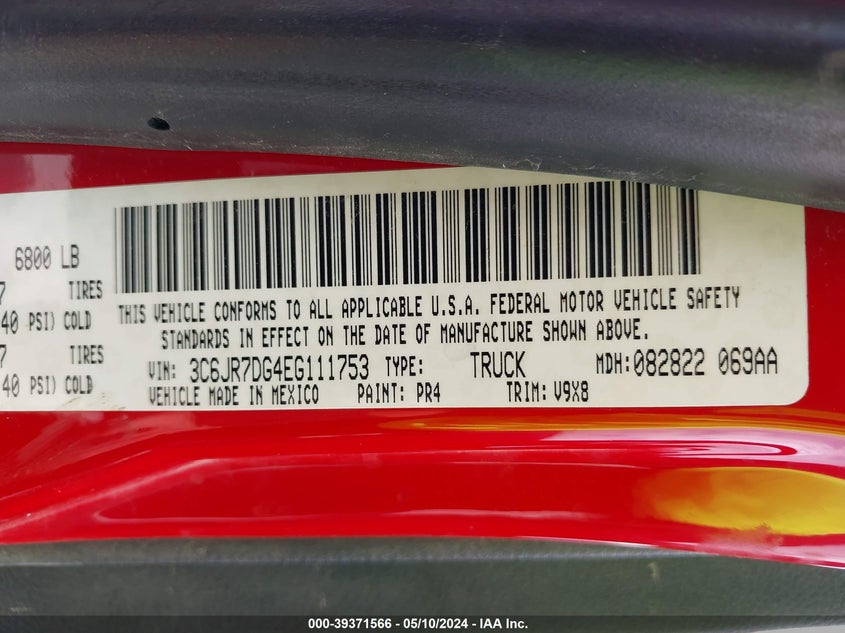 6800 LB
7 TIRES
40 PSI) COLD
7 TIRES
40 PSI) COLD
THIS VEHICLE CONFORMS TO ALL APPLICABLE U.S.A. FEDERAL MOTOR VEHICLE SAFETY
STANDARDS IN EFFECT ON THE DATE OF MANUFACTURE SHOWN ABOVE.
VIN: 3C6JR7DG4EG111753 TYPE: TRUCK MDH:082822 069AA
VEHICLE MADE IN MEXICO PAINT: PR4 TRIM: V9X8
000-39371566 - 05/10/2024 - IAA Inc.